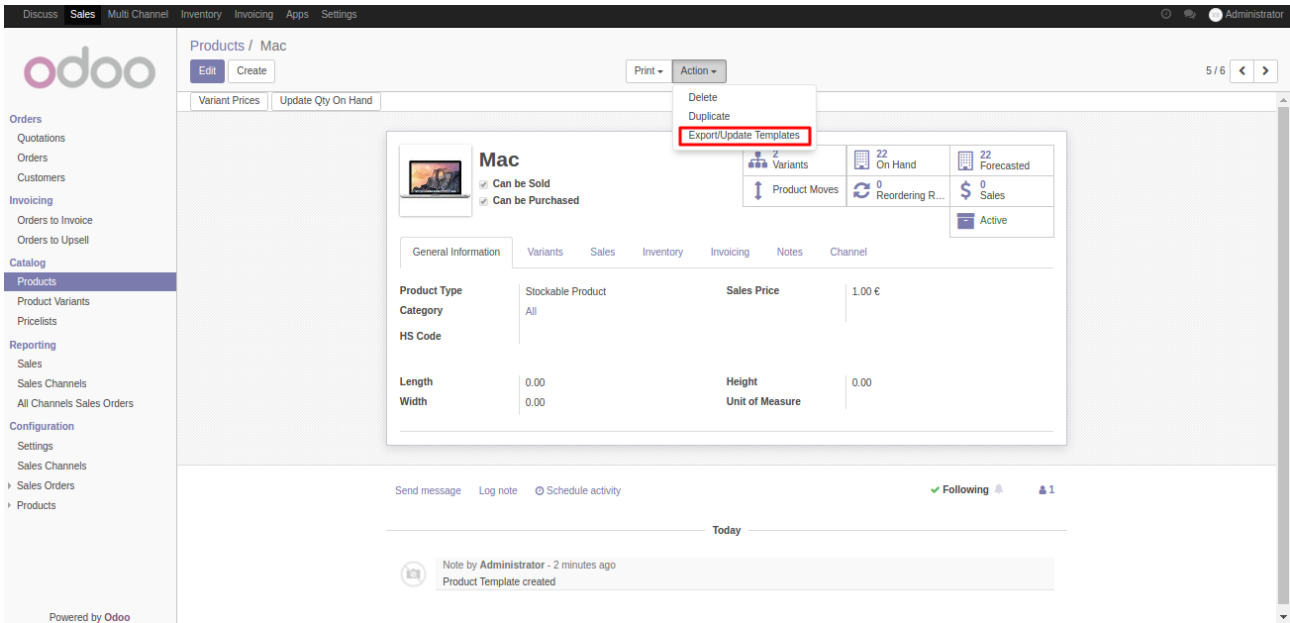 Discuss Sales Multi Channel Inventory Invoicing Apps Settings Administrator
odoo
Orders
Quotations
Orders
Customers
Invoicing
Orders to Invoice
Orders to Upsell
Catalog
Products
Product Variants
Pricelists
Reporting
Sales
Sales Channels
All Channels Sales Orders
Configuration
Settings
Sales Channels
Sales Orders
Products
Powered by Odoo
Products / Mac
Edit Create Print Action 5 / 6
Variant Prices Update Qty On Hand
Delete
Duplicate
Export/Update Templates
Mac
Can be Sold
Can be Purchased
2 Variants
22 On Hand
22 Forecasted
Product Moves
0 Reordering R...
0 Sales
Active
General Information Variants Sales Inventory Invoicing Notes Channel
Product Type Stockable Product Sales Price 1.00 €
Category All
HS Code
Length 0.00 Height 0.00
Width 0.00 Unit of Measure
Send message Log note Schedule activity Following 1
Today
Note by Administrator - 2 minutes ago
Product Template created